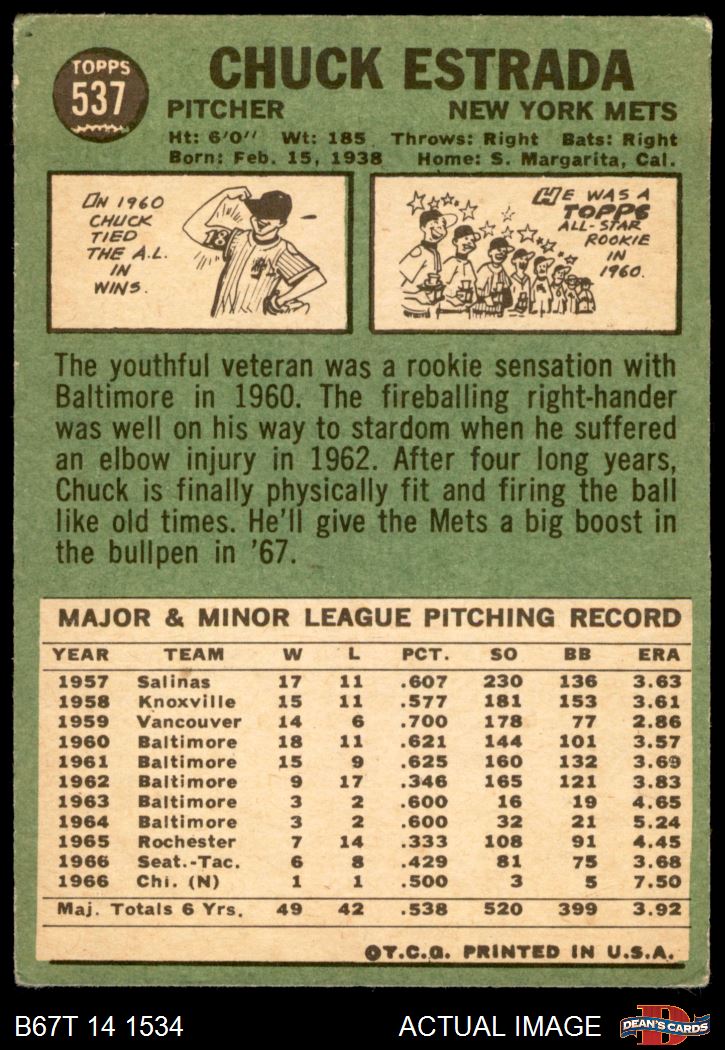 TOPPS
537
CHUCK ESTRADA
PITCHER NEW YORK METS
Ht: 6'0" Wt: 185 Throws: Right Bats: Right
Born: Feb. 15, 1938 Home: S. Margarita, Cal.
IN 1960
CHUCK
TIED
THE A.L.
IN
WINS.
18
HE WAS A
TOPPS
ALL-STAR
ROOKIE
IN
1960.
The youthful veteran was a rookie sensation with
Baltimore in 1960. The fireballing right-hander
was well on his way to stardom when he suffered
an elbow injury in 1962. After four long years,
Chuck is finally physically fit and firing the ball
like old times. He'll give the Mets a big boost in
the bullpen in '67.
MAJOR & MINOR LEAGUE PITCHING RECORD
YEAR TEAM W L PCT. SO BB ERA
1957 Salinas 17 11 .607 230 136 3.63
1958 Knoxville 15 11 .577 181 153 3.61
1959 Vancouver 14 6 .700 178 77 2.86
1960 Baltimore 18 11 .621 144 101 3.57
1961 Baltimore 15 9 .625 160 132 3.69
1962 Baltimore 9 17 .346 165 121 3.83
1963 Baltimore 3 2 .600 16 19 4.65
1964 Baltimore 3 2 .600 32 21 5.24
1965 Rochester 7 14 .333 108 91 4.45
1966 Seat.-Tac. 6 8 .429 81 75 3.68
1966 Chi. (N) 1 1 .500 3 5 7.50
Maj. Totals 6 Yrs. 49 42 .538 520 399 3.92
©T.C.G. PRINTED IN U.S.A.
B67T 14 1534 ACTUAL IMAGE
D
DEAN'S CARDS